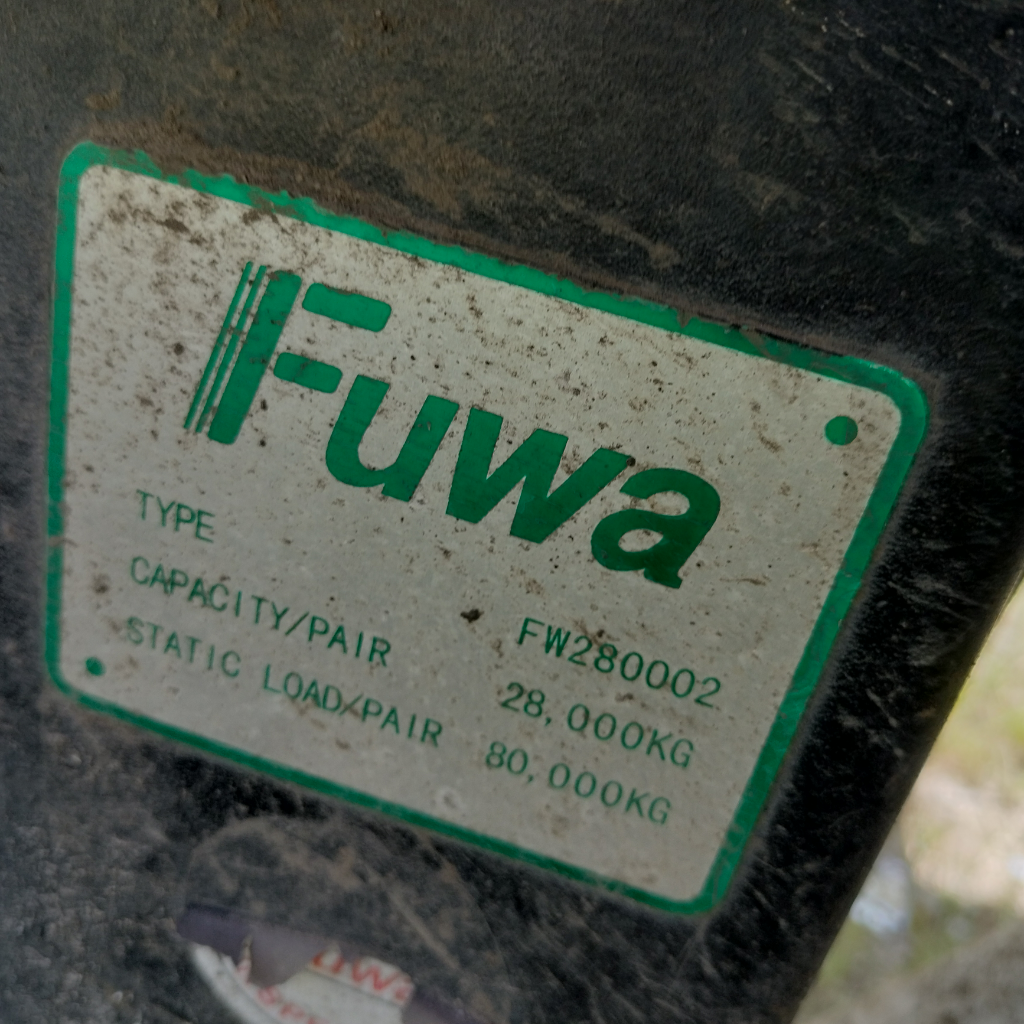 Fuwa
TYPE FW280002
CAPACITY/PAIR 28,000KG
STATIC LOAD/PAIR 80,000KG